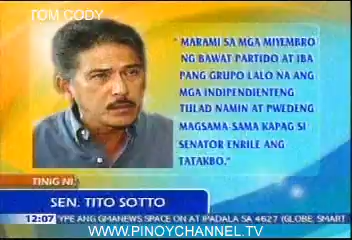 TOM CODY
" MARAMI SA MGA MIYEMBRO
NG BAWAT PARTIDO AT IBA
PANG GRUPO LALO NA ANG
MGA INDIPENDIYENTENG
TULAD NAMIN AT PWEDENG
MAGSAMA-SAMA KAPAG SI
SENATOR ENRILE ANG
TATAKBO."
TINIG NI:
SEN. TITO SOTTO
12:07 YPE ANG GMANEWS SPACE ON AT IPADALA SA 4627 (GLOBE, SMART
WWW.PINOYCHANNEL.TV